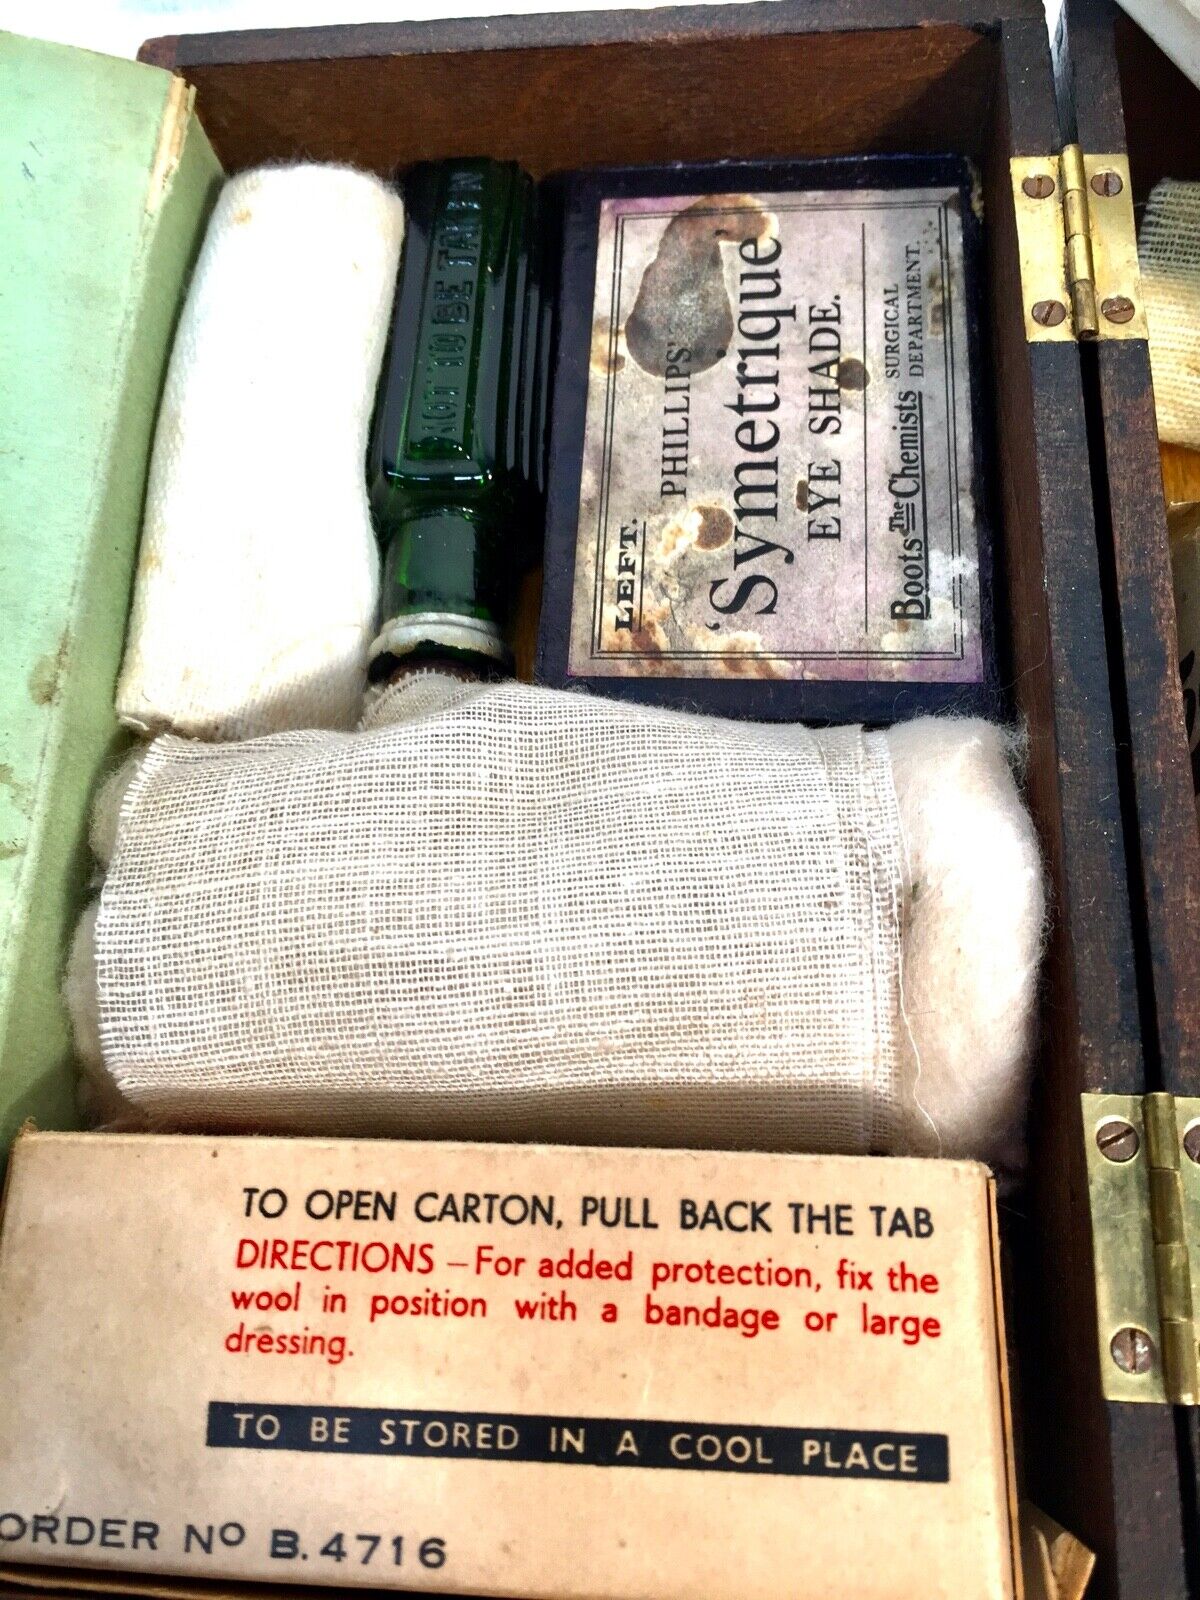 NOT TO BE TAKEN
LEFT.
PHILLIPS'
'Symetrique
EYE SHADE.
Boots The Chemists
SURGICAL
DEPARTMENT.
TO OPEN CARTON, PULL BACK THE TAB
DIRECTIONS – For added protection, fix the
wool in position with a bandage or large
dressing.
TO BE STORED IN A COOL PLACE
ORDER No B.4716